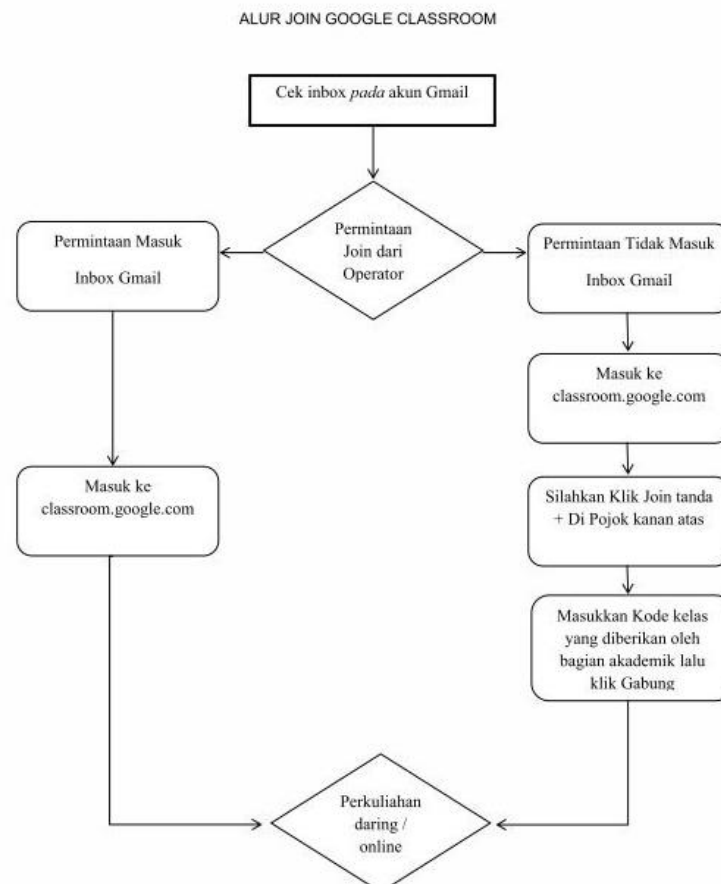 ALUR JOIN GOOGLE CLASSROOM
Cek inbox pada akun Gmail
Permintaan
Join dari
Operator
Permintaan Masuk
Inbox Gmail
Masuk ke
classroom.google.com
Permintaan Tidak Masuk
Inbox Gmail
Masuk ke
classroom.google.com
Silahkan Klik Join tanda
+ Di Pojok kanan atas
Masukkan Kode kelas
yang diberikan oleh
bagian akademik lalu
klik Gabung
Perkuliahan
daring /
online